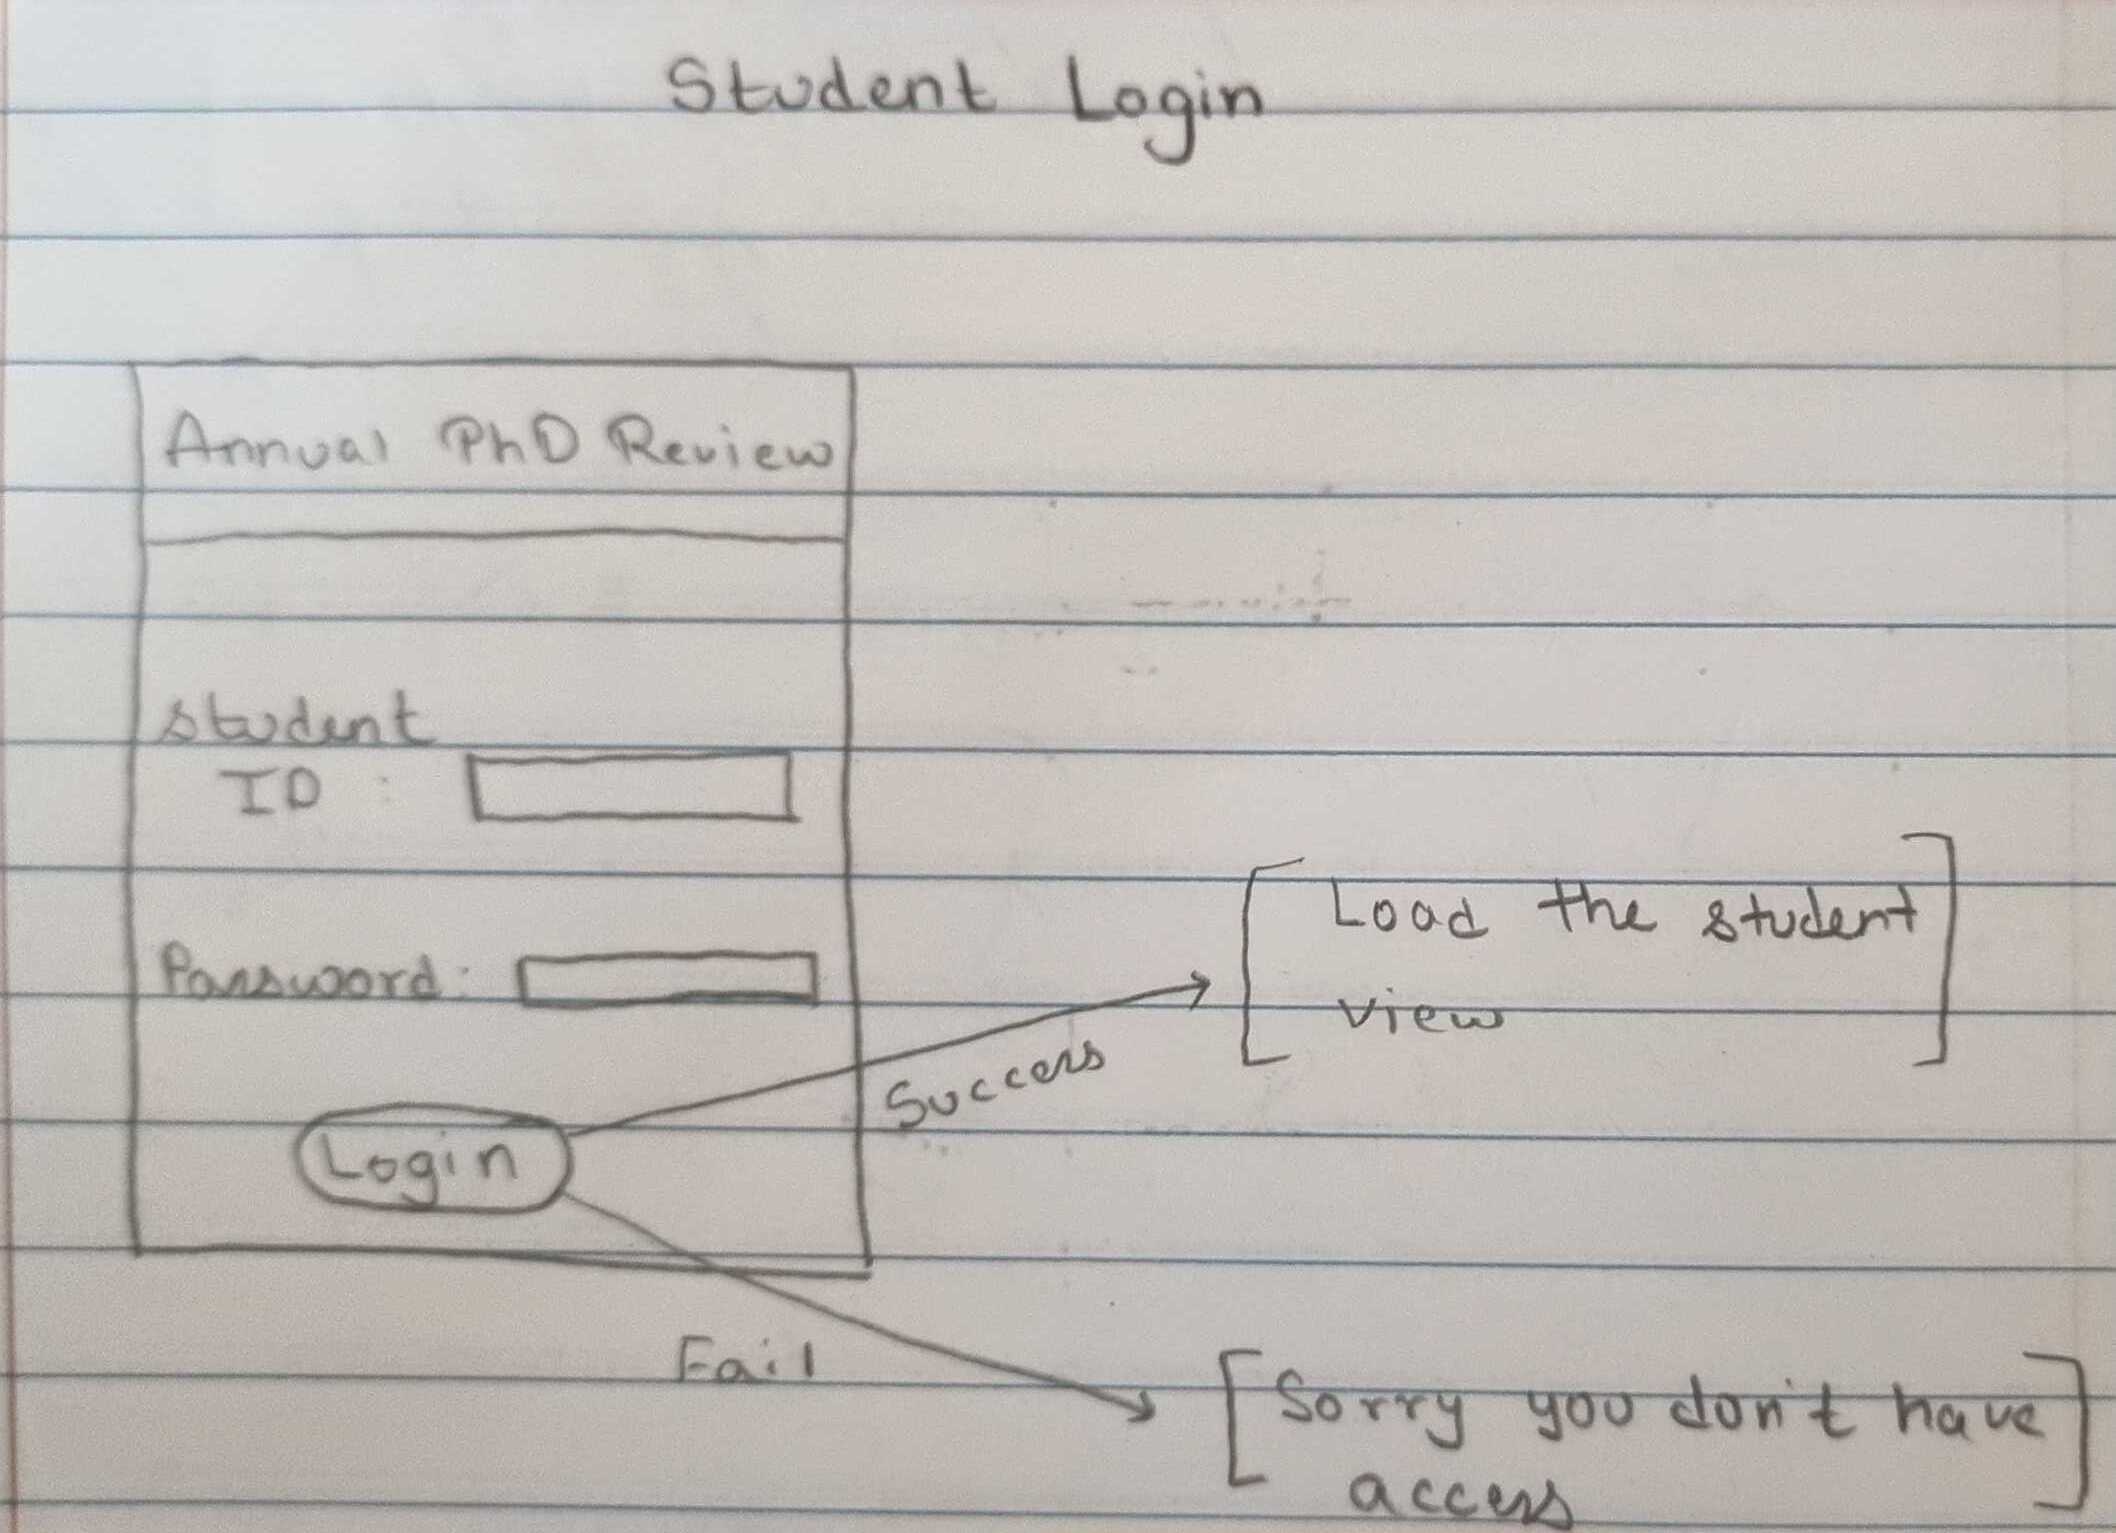 Student Login
Annual PhD Review
Student
ID :
Password :
Login
Success
Load the student
view
Fail
Sorry you don't have
access